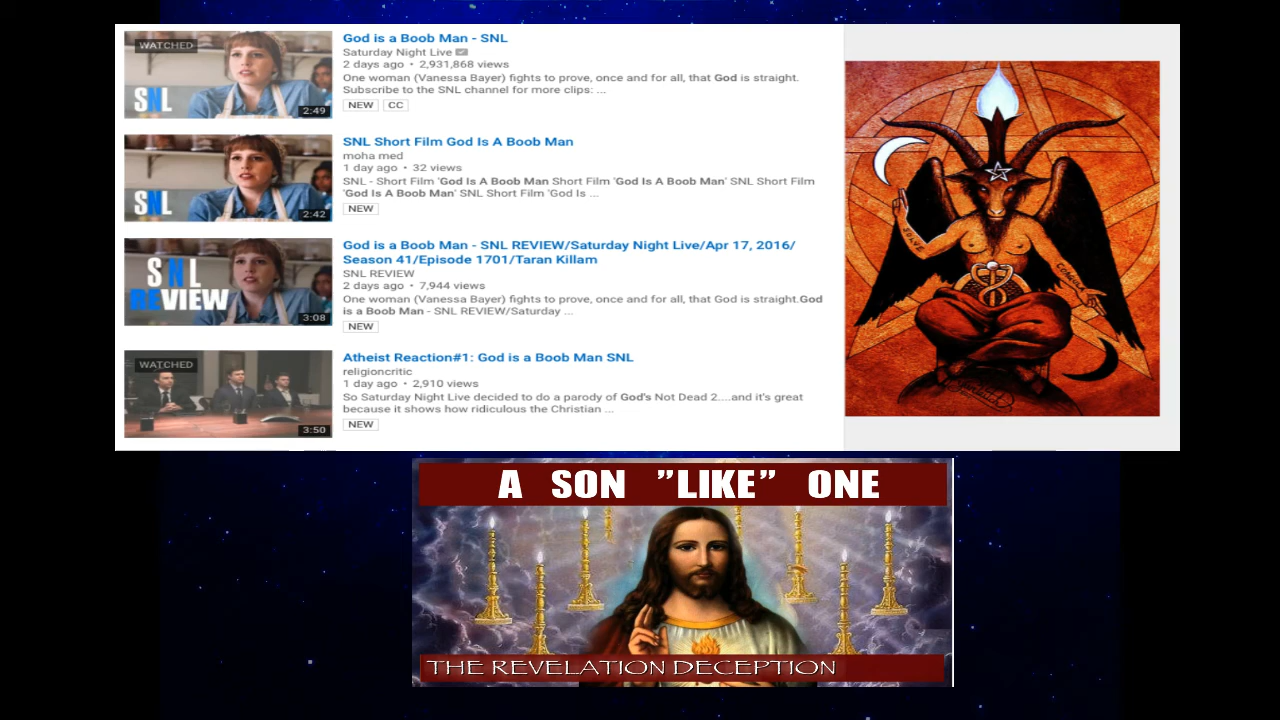 WATCHED
SNL
2:49
God is a Boob Man - SNL
Saturday Night Live
2 days ago • 2,931,868 views
One woman (Vanessa Bayer) fights to prove, once and for all, that God is straight.
Subscribe to the SNL channel for more clips: ...
NEW CC
SNL
2:42
SNL Short Film God Is A Boob Man
moha med
1 day ago • 32 views
SNL - Short Film 'God Is A Boob Man Short Film 'God Is A Boob Man' SNL Short Film
'God Is A Boob Man' SNL Short Film 'God Is ...
NEW
SNL
REVIEW
3:08
God is a Boob Man - SNL REVIEW/Saturday Night Live/Apr 17, 2016/
Season 41/Episode 1701/Taran Killam
SNL REVIEW
2 days ago • 7,944 views
One woman (Vanessa Bayer) fights to prove, once and for all, that God is straight.God
is a Boob Man - SNL REVIEW/Saturday ...
NEW
WATCHED
3:50
Atheist Reaction#1: God is a Boob Man SNL
religioncritic
1 day ago • 2,910 views
So Saturday Night Live decided to do a parody of God's Not Dead 2....and it's great
because it shows how ridiculous the Christian ...
NEW
SOLVE
COAGULA
A SON "LIKE" ONE
THE REVELATION DECEPTION